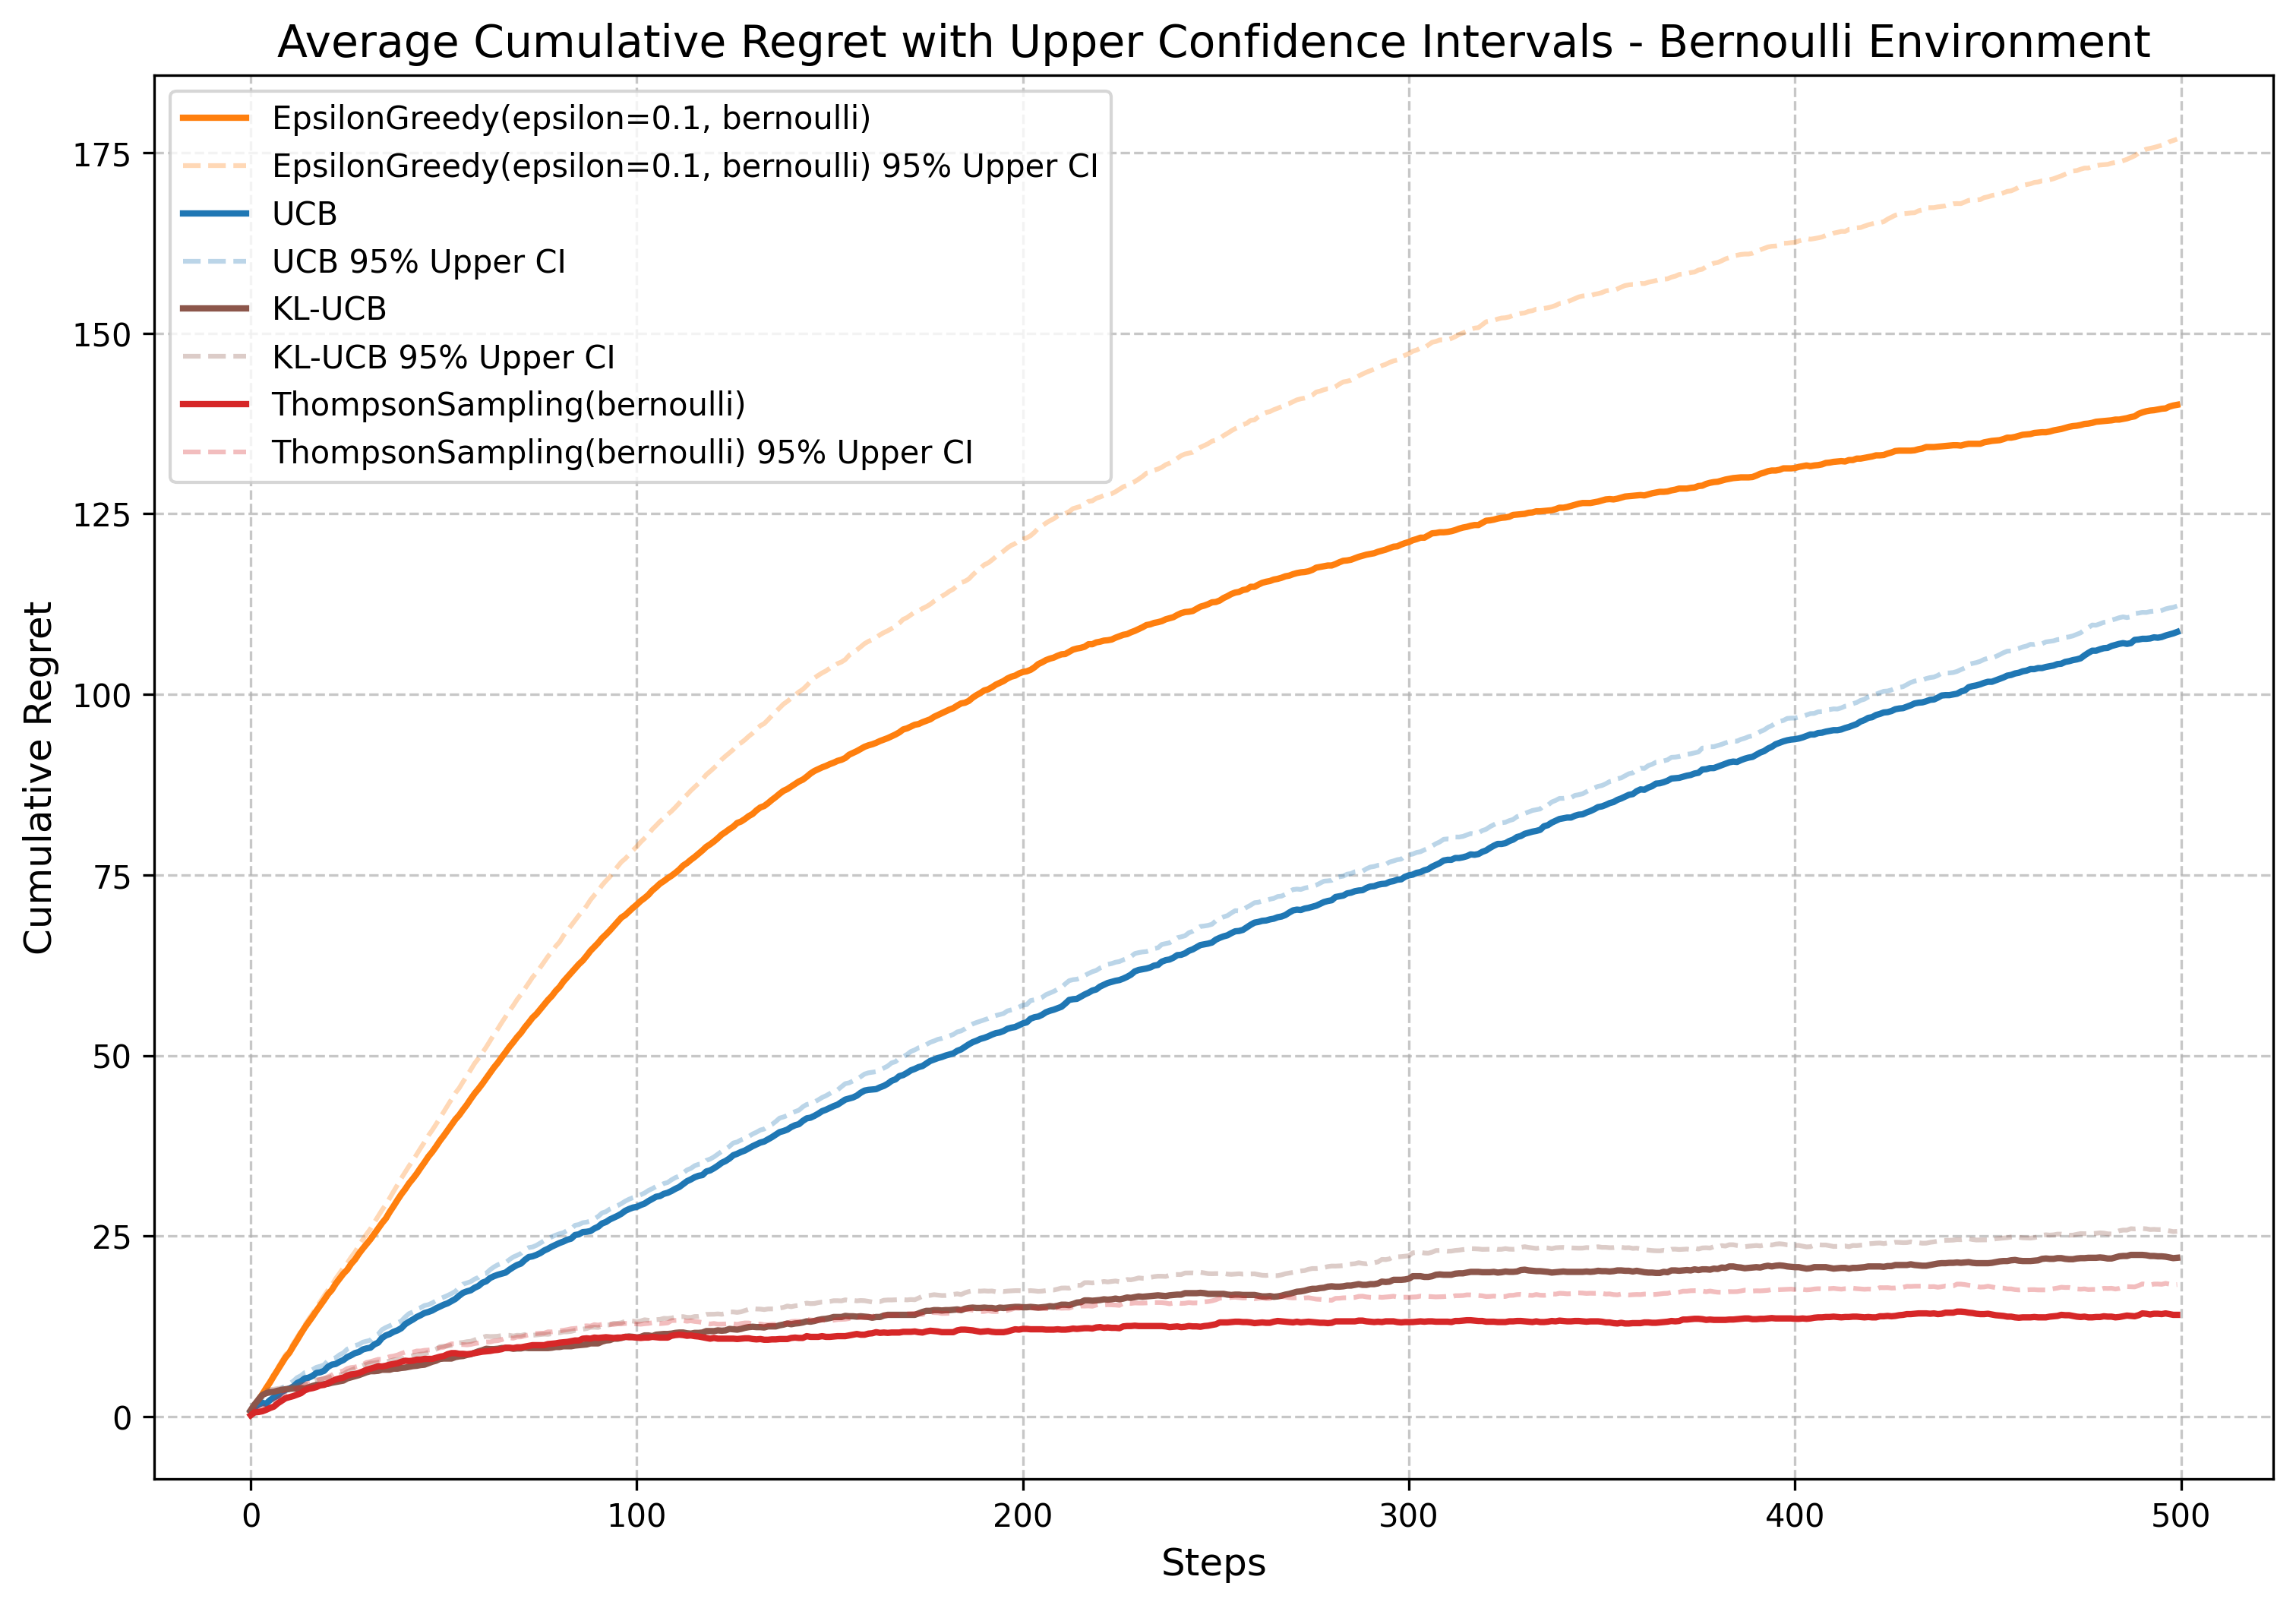 Average Cumulative Regret with Upper Confidence Intervals - Bernoulli Environment
EpsilonGreedy(epsilon=0.1, bernoulli)
EpsilonGreedy(epsilon=0.1, bernoulli) 95% Upper CI
UCB
UCB 95% Upper CI
KL-UCB
KL-UCB 95% Upper CI
ThompsonSampling(bernoulli)
ThompsonSampling(bernoulli) 95% Upper CI
Cumulative Regret
175
150
125
100
75
50
25
0
0 100 200 300 400 500
Steps